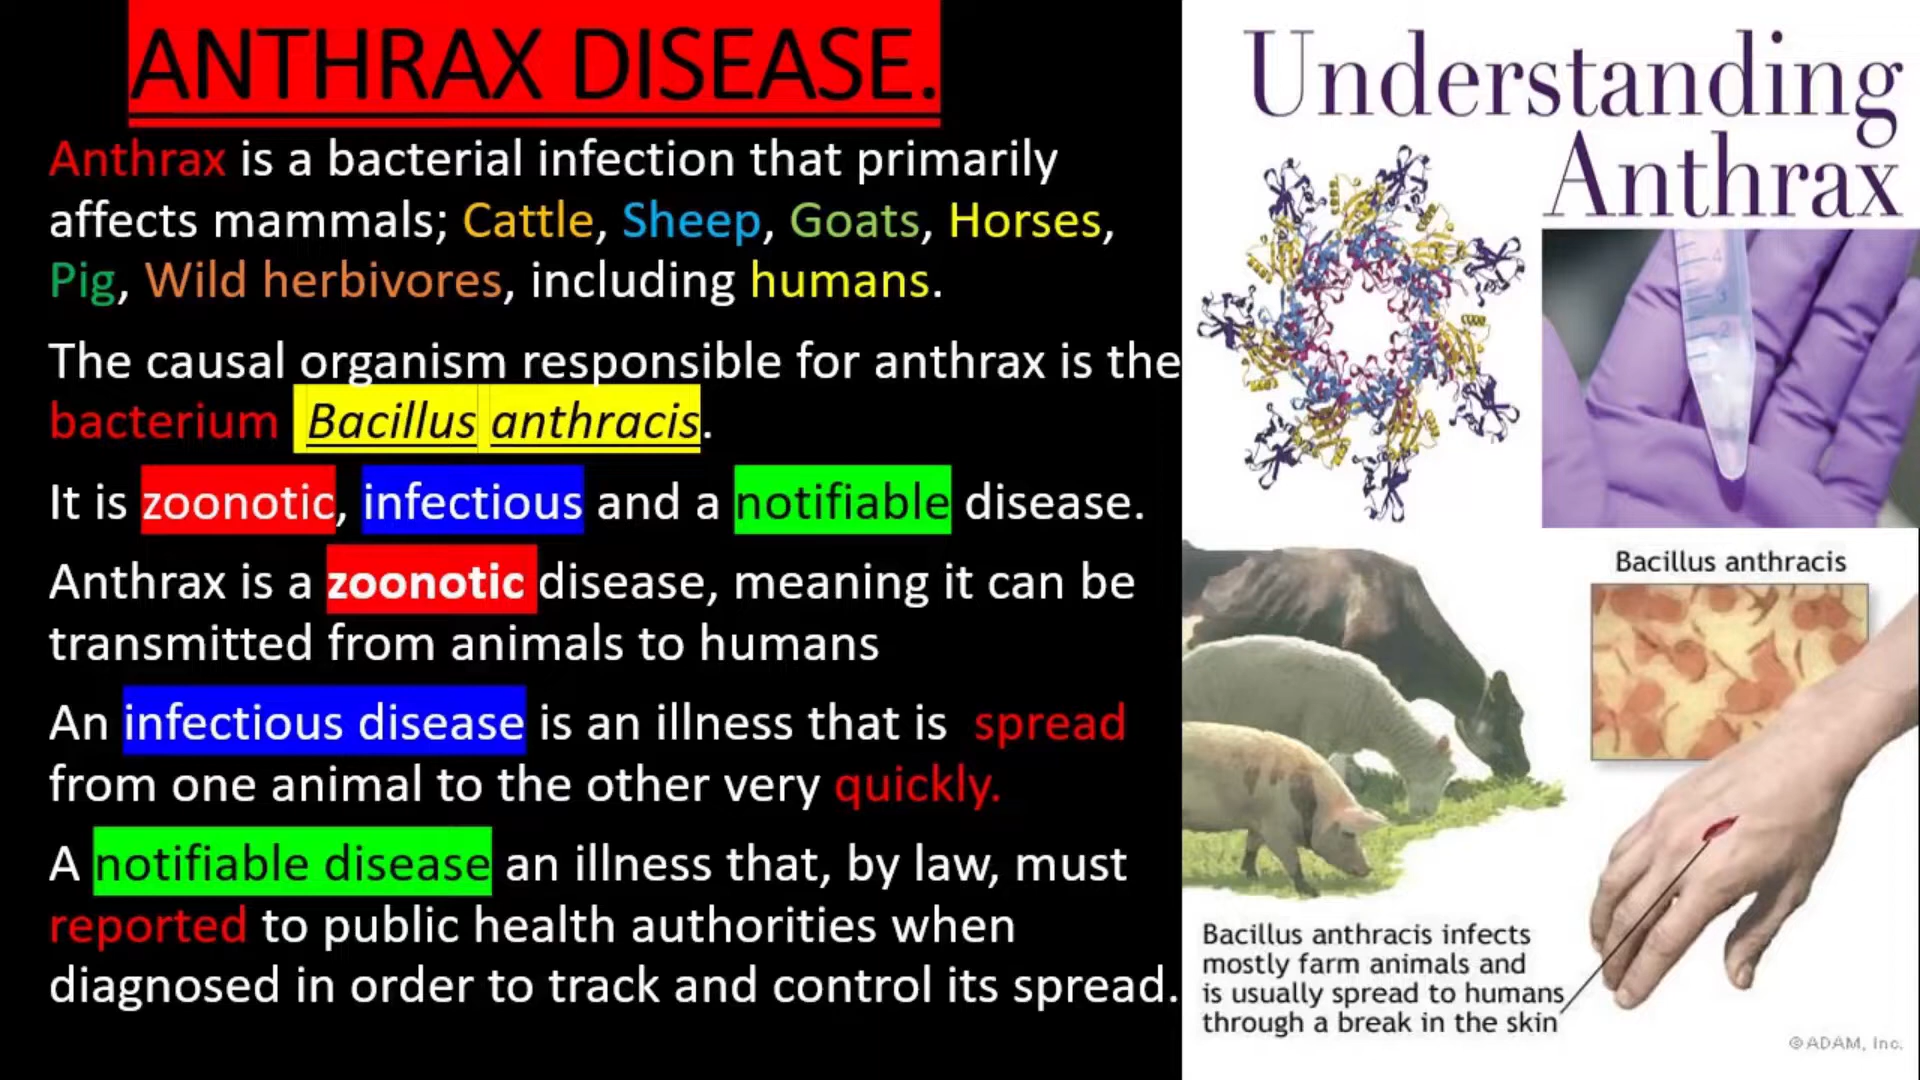 ANTHRAX DISEASE.
Anthrax is a bacterial infection that primarily
affects mammals; Cattle, Sheep, Goats, Horses,
Pig, Wild herbivores, including humans.
The causal organism responsible for anthrax is the
bacterium Bacillus anthracis.
It is zoonotic, infectious and a notifiable disease.
Anthrax is a zoonotic disease, meaning it can be
transmitted from animals to humans
An infectious disease is an illness that is spread
from one animal to the other very quickly.
A notifiable disease an illness that, by law, must
reported to public health authorities when
diagnosed in order to track and control its spread.
Understanding
Anthrax
4
3
2
Bacillus anthracis
Bacillus anthracis infects
mostly farm animals and
is usually spread to humans
through a break in the skin
©ADAM, Inc.